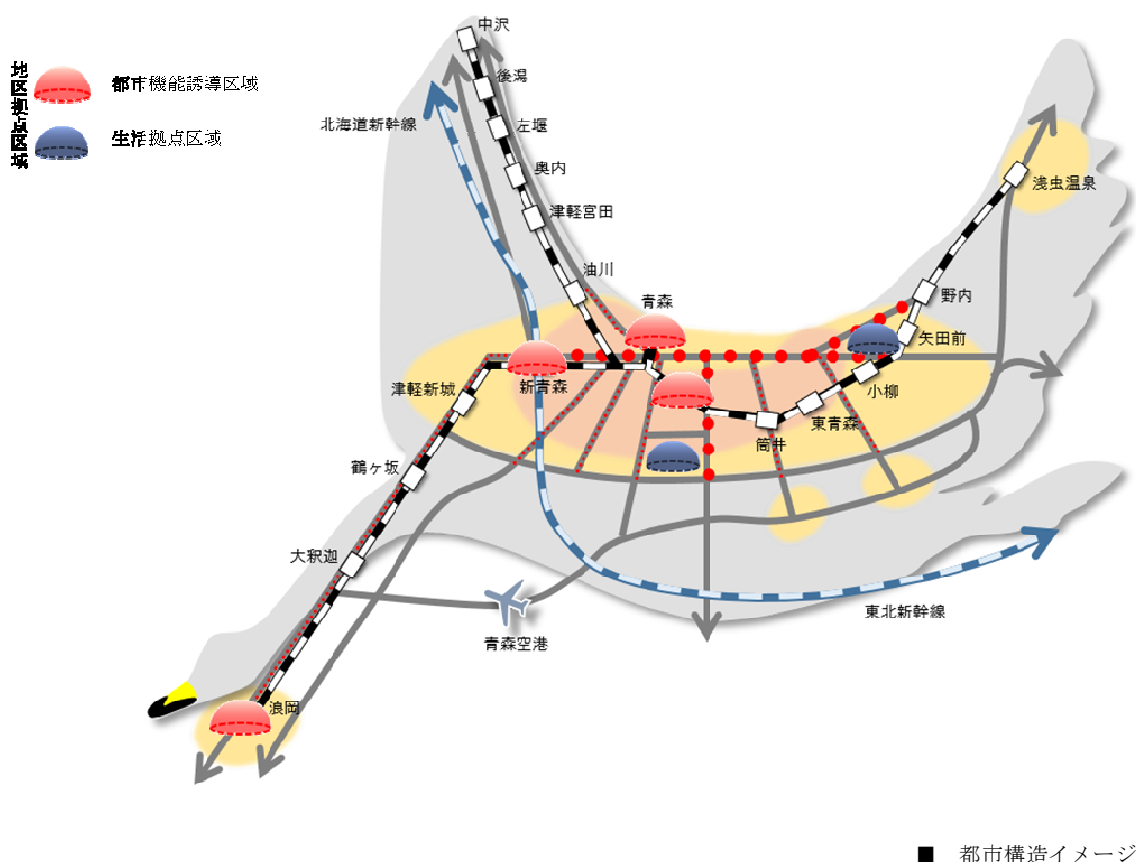 中沢
地区拠点区域
都市機能誘導区域
後潟
北海道新幹線
左堰
生活拠点区域
奥内
浅虫温泉
津軽宮田
油川
青森
野内
矢田前
新青森
津軽新城
小柳
東青森
筒井
鶴ヶ坂
大釈迦
東北新幹線
青森空港
浪岡
■ 都市構造イメージ